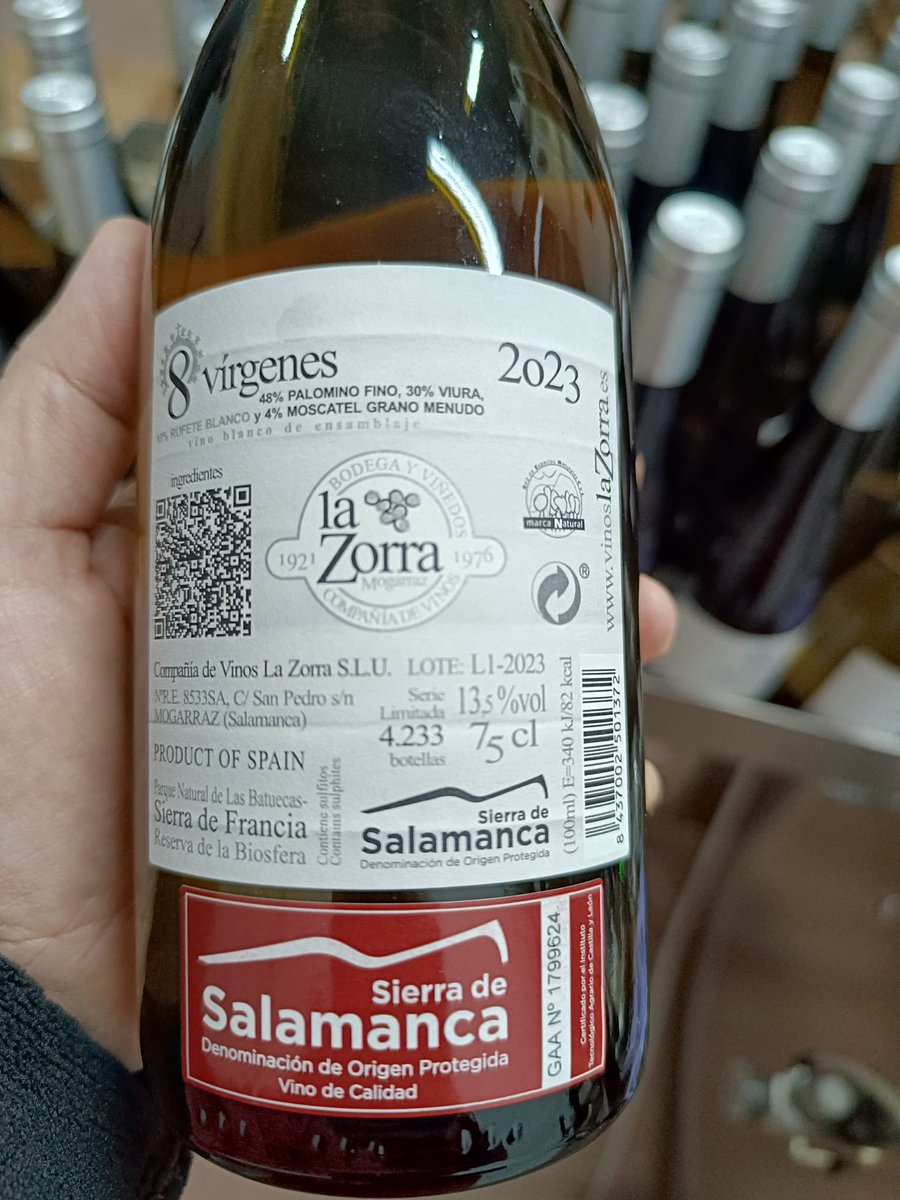 8 vírgenes
2023
48% PALOMINO FINO, 30% VIURA,
18% RUFETE BLANCO y 4% MOSCATEL GRANO MENUDO
vino blanco de ensamblaje
ingredientes
BODEGA Y VIÑEDOS
la
Zorra
1921
1976
Mogarraz
COMPAÑÍA DE VINOS
marca Natural
®
www.vinoslaZorra.es
Compañía de Vinos La Zorra S.L.U. LOTE: L1-2023
NºR.E. 8533SA, C/ San Pedro s/n
MOGARRAZ (Salamanca)
Serie
Limitada
4.233
botellas
13,5 %vol
75 cl
PRODUCT OF SPAIN
Parque Natural de Las Batuecas-
Sierra de Francia
Reserva de la Biosfera
Contiene sulfitos
Contains sulphites
Sierra de
Salamanca
Denominación de Origen Protegida
(100ml) E=340 kJ/82 kcal
8 437002 501372
Sierra de
Salamanca
Denominación de Origen Protegida
Vino de Calidad
GAA Nº 1799624
Certificado por el Instituto
Tecnológico Agrario de Castilla y León